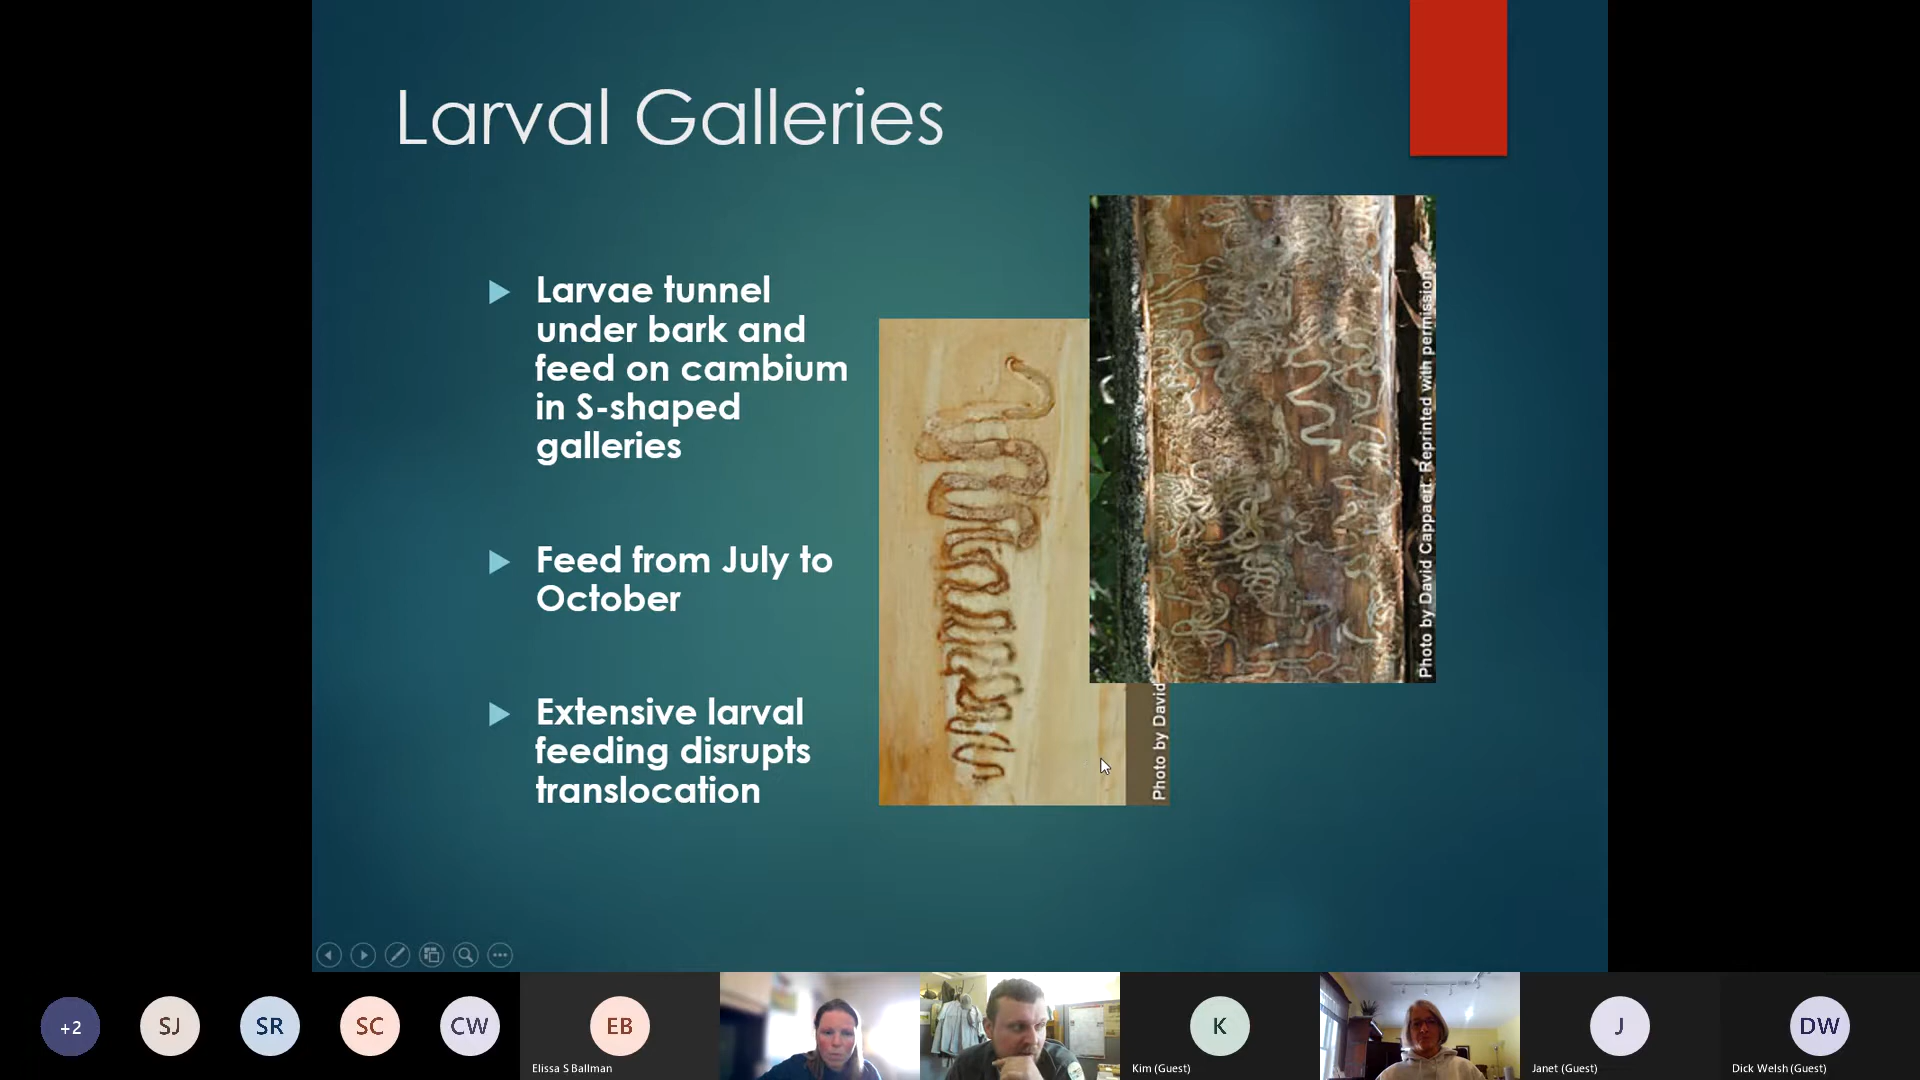 Larval Galleries
Larvae tunnel
under bark and
feed on cambium
in S-shaped
galleries
Feed from July to
October
Extensive larval
feeding disrupts
translocation
Photo by David
Photo by David Cappaert. Reprinted with permission.
+2
SJ
SR
SC
CW
EB
Elissa S Ballman
K
Kim (Guest)
J
Janet (Guest)
DW
Dick Welsh (Guest)